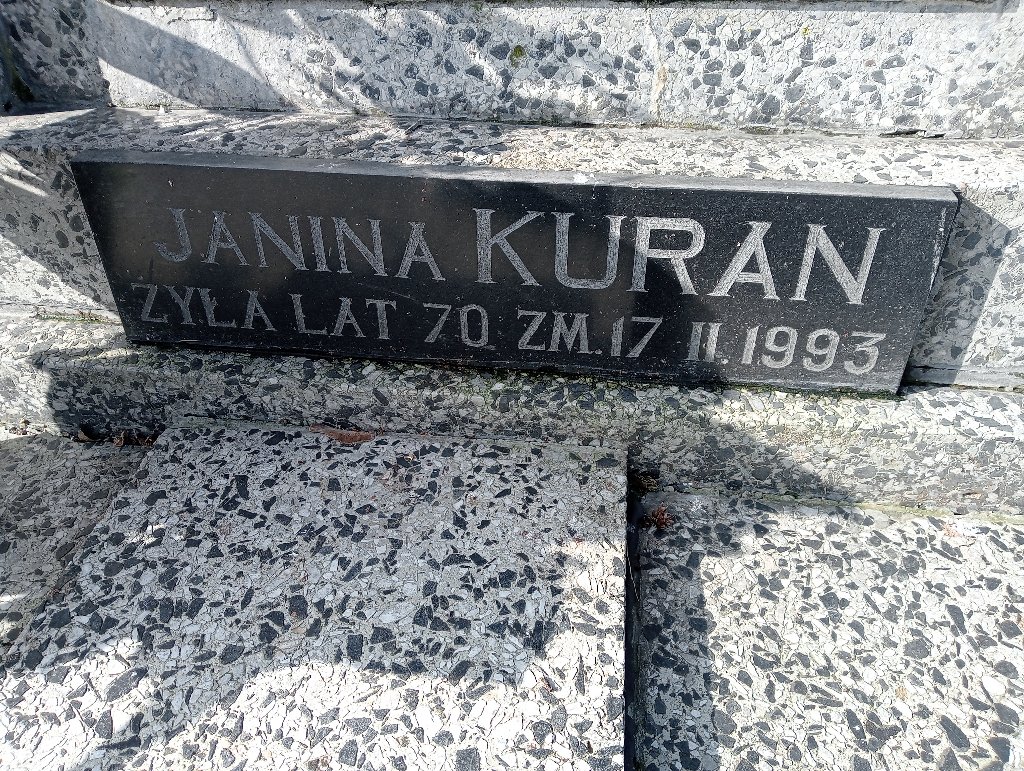 JANINA KURAN
ŻYŁA LAT 70 ZM. 17 II. 1993